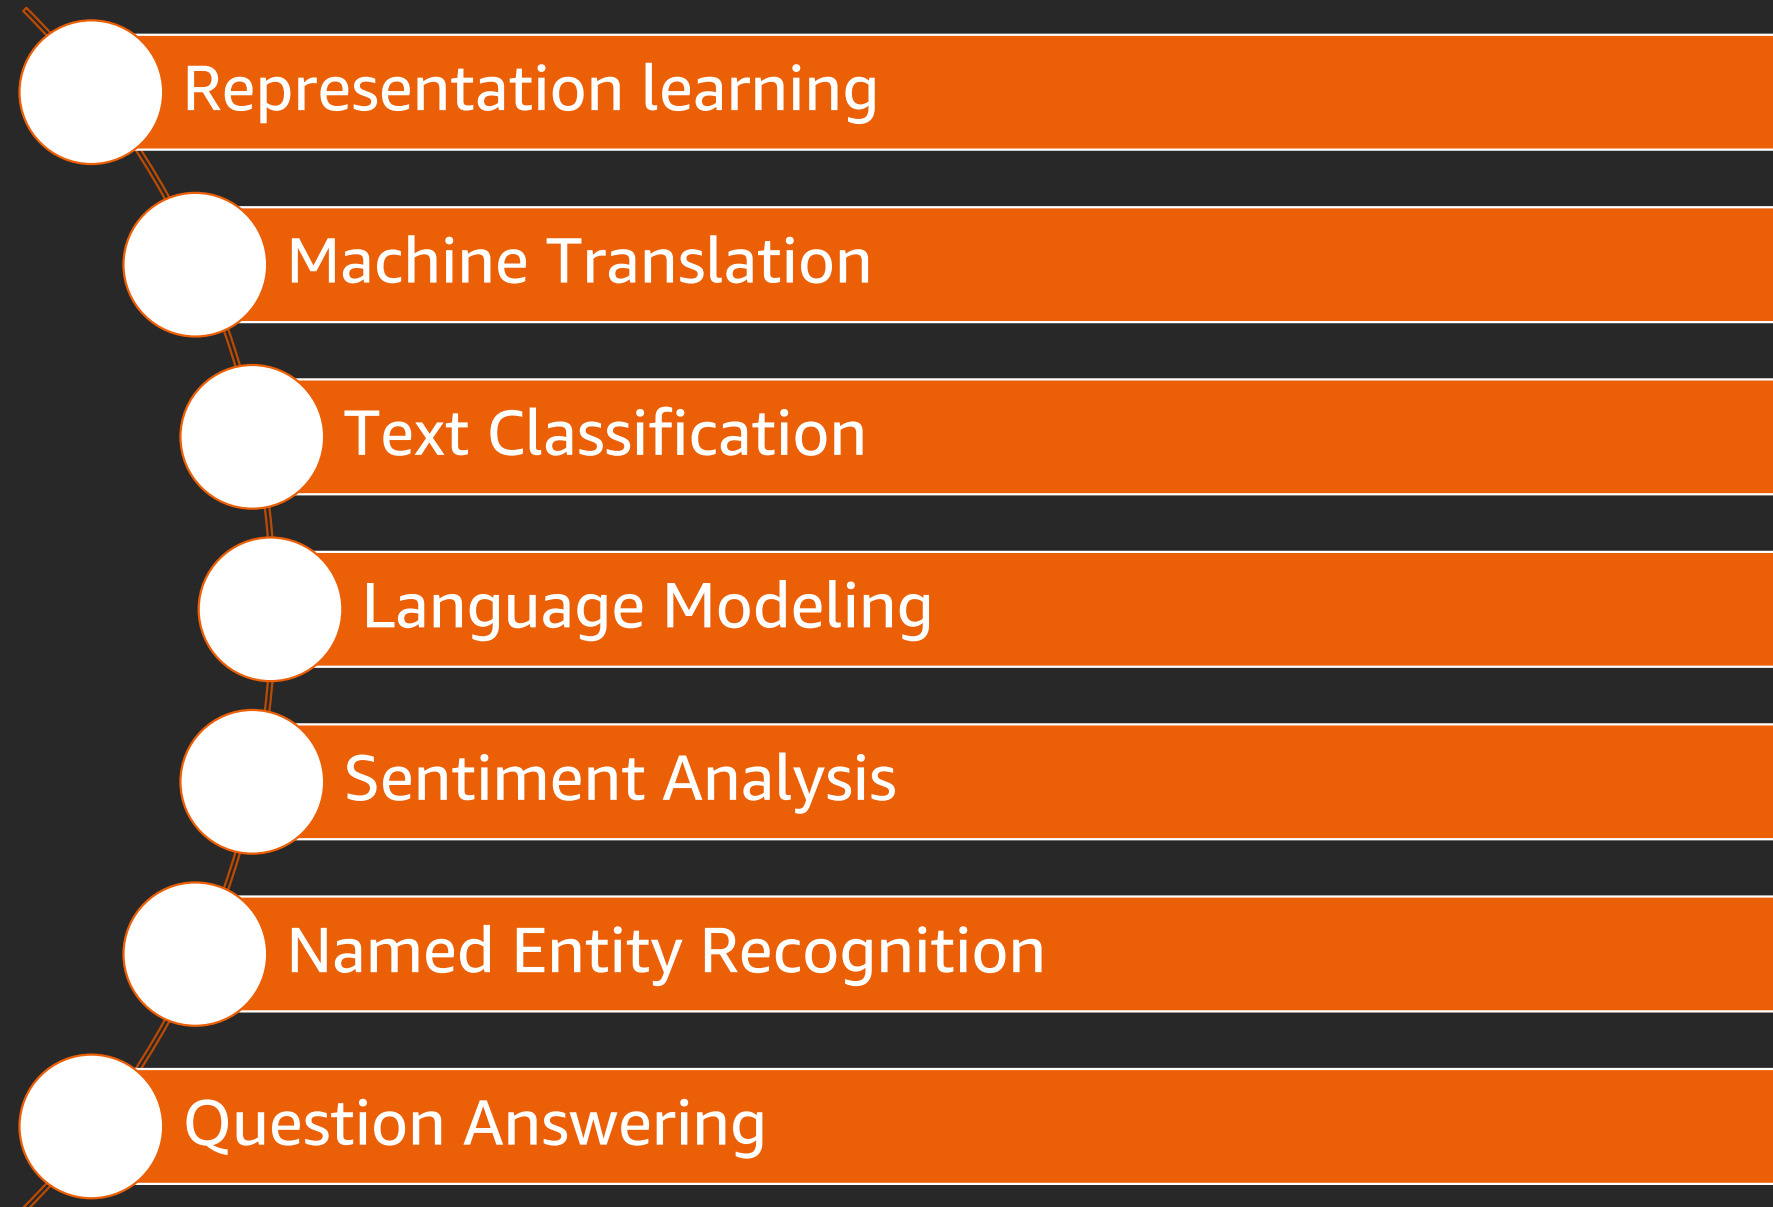 Representation learning
Machine Translation
Text Classification
Language Modeling
Sentiment Analysis
Named Entity Recognition
Question Answering